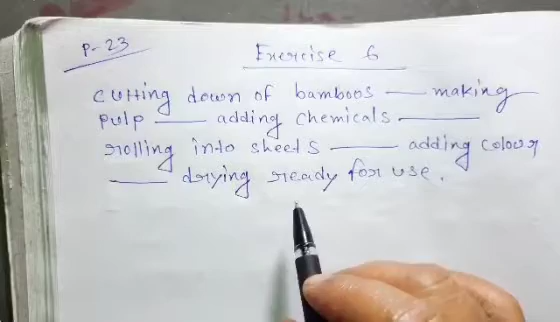 P-23
Exercise 6
cutting down of bamboos — making
pulp — adding chemicals —
rolling into sheets — adding colour
— drying ready for use.